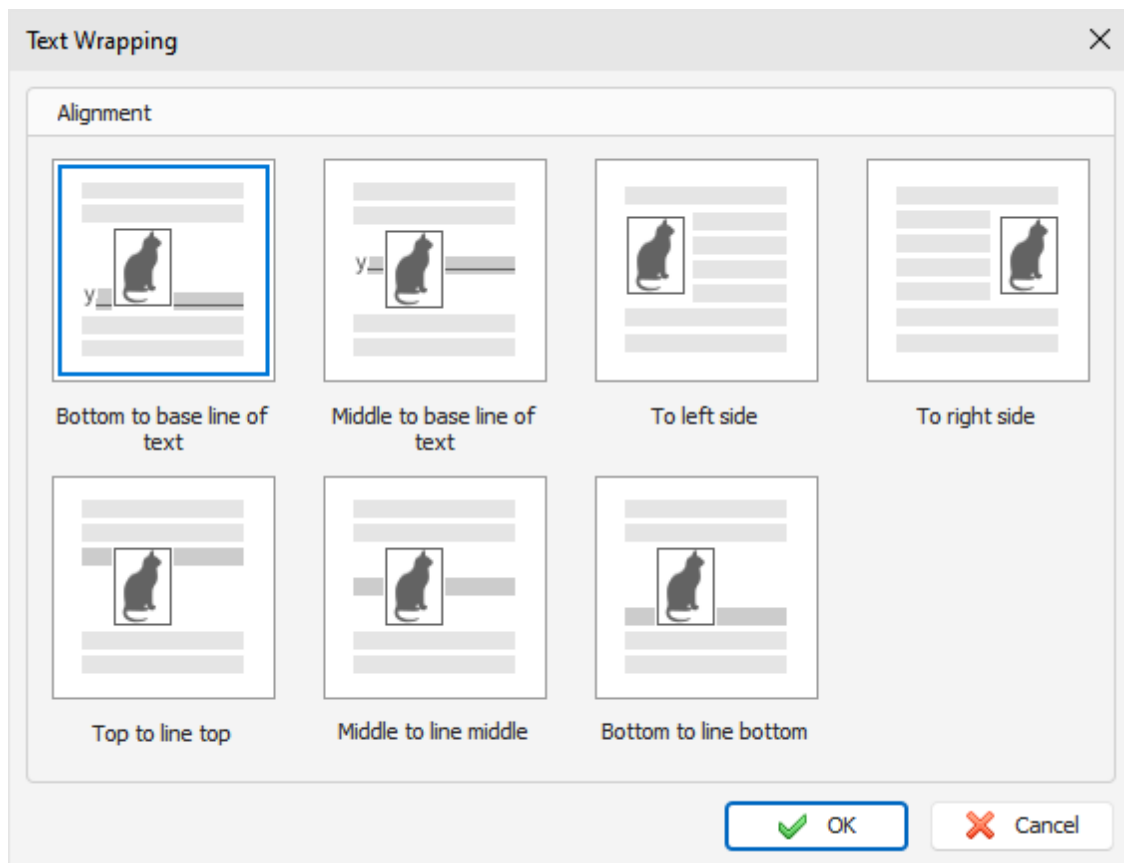 Text Wrapping
Alignment
y
y
Bottom to base line of
text
Middle to base line of
text
To left side
To right side
Top to line top
Middle to line middle
Bottom to line bottom
OK
Cancel